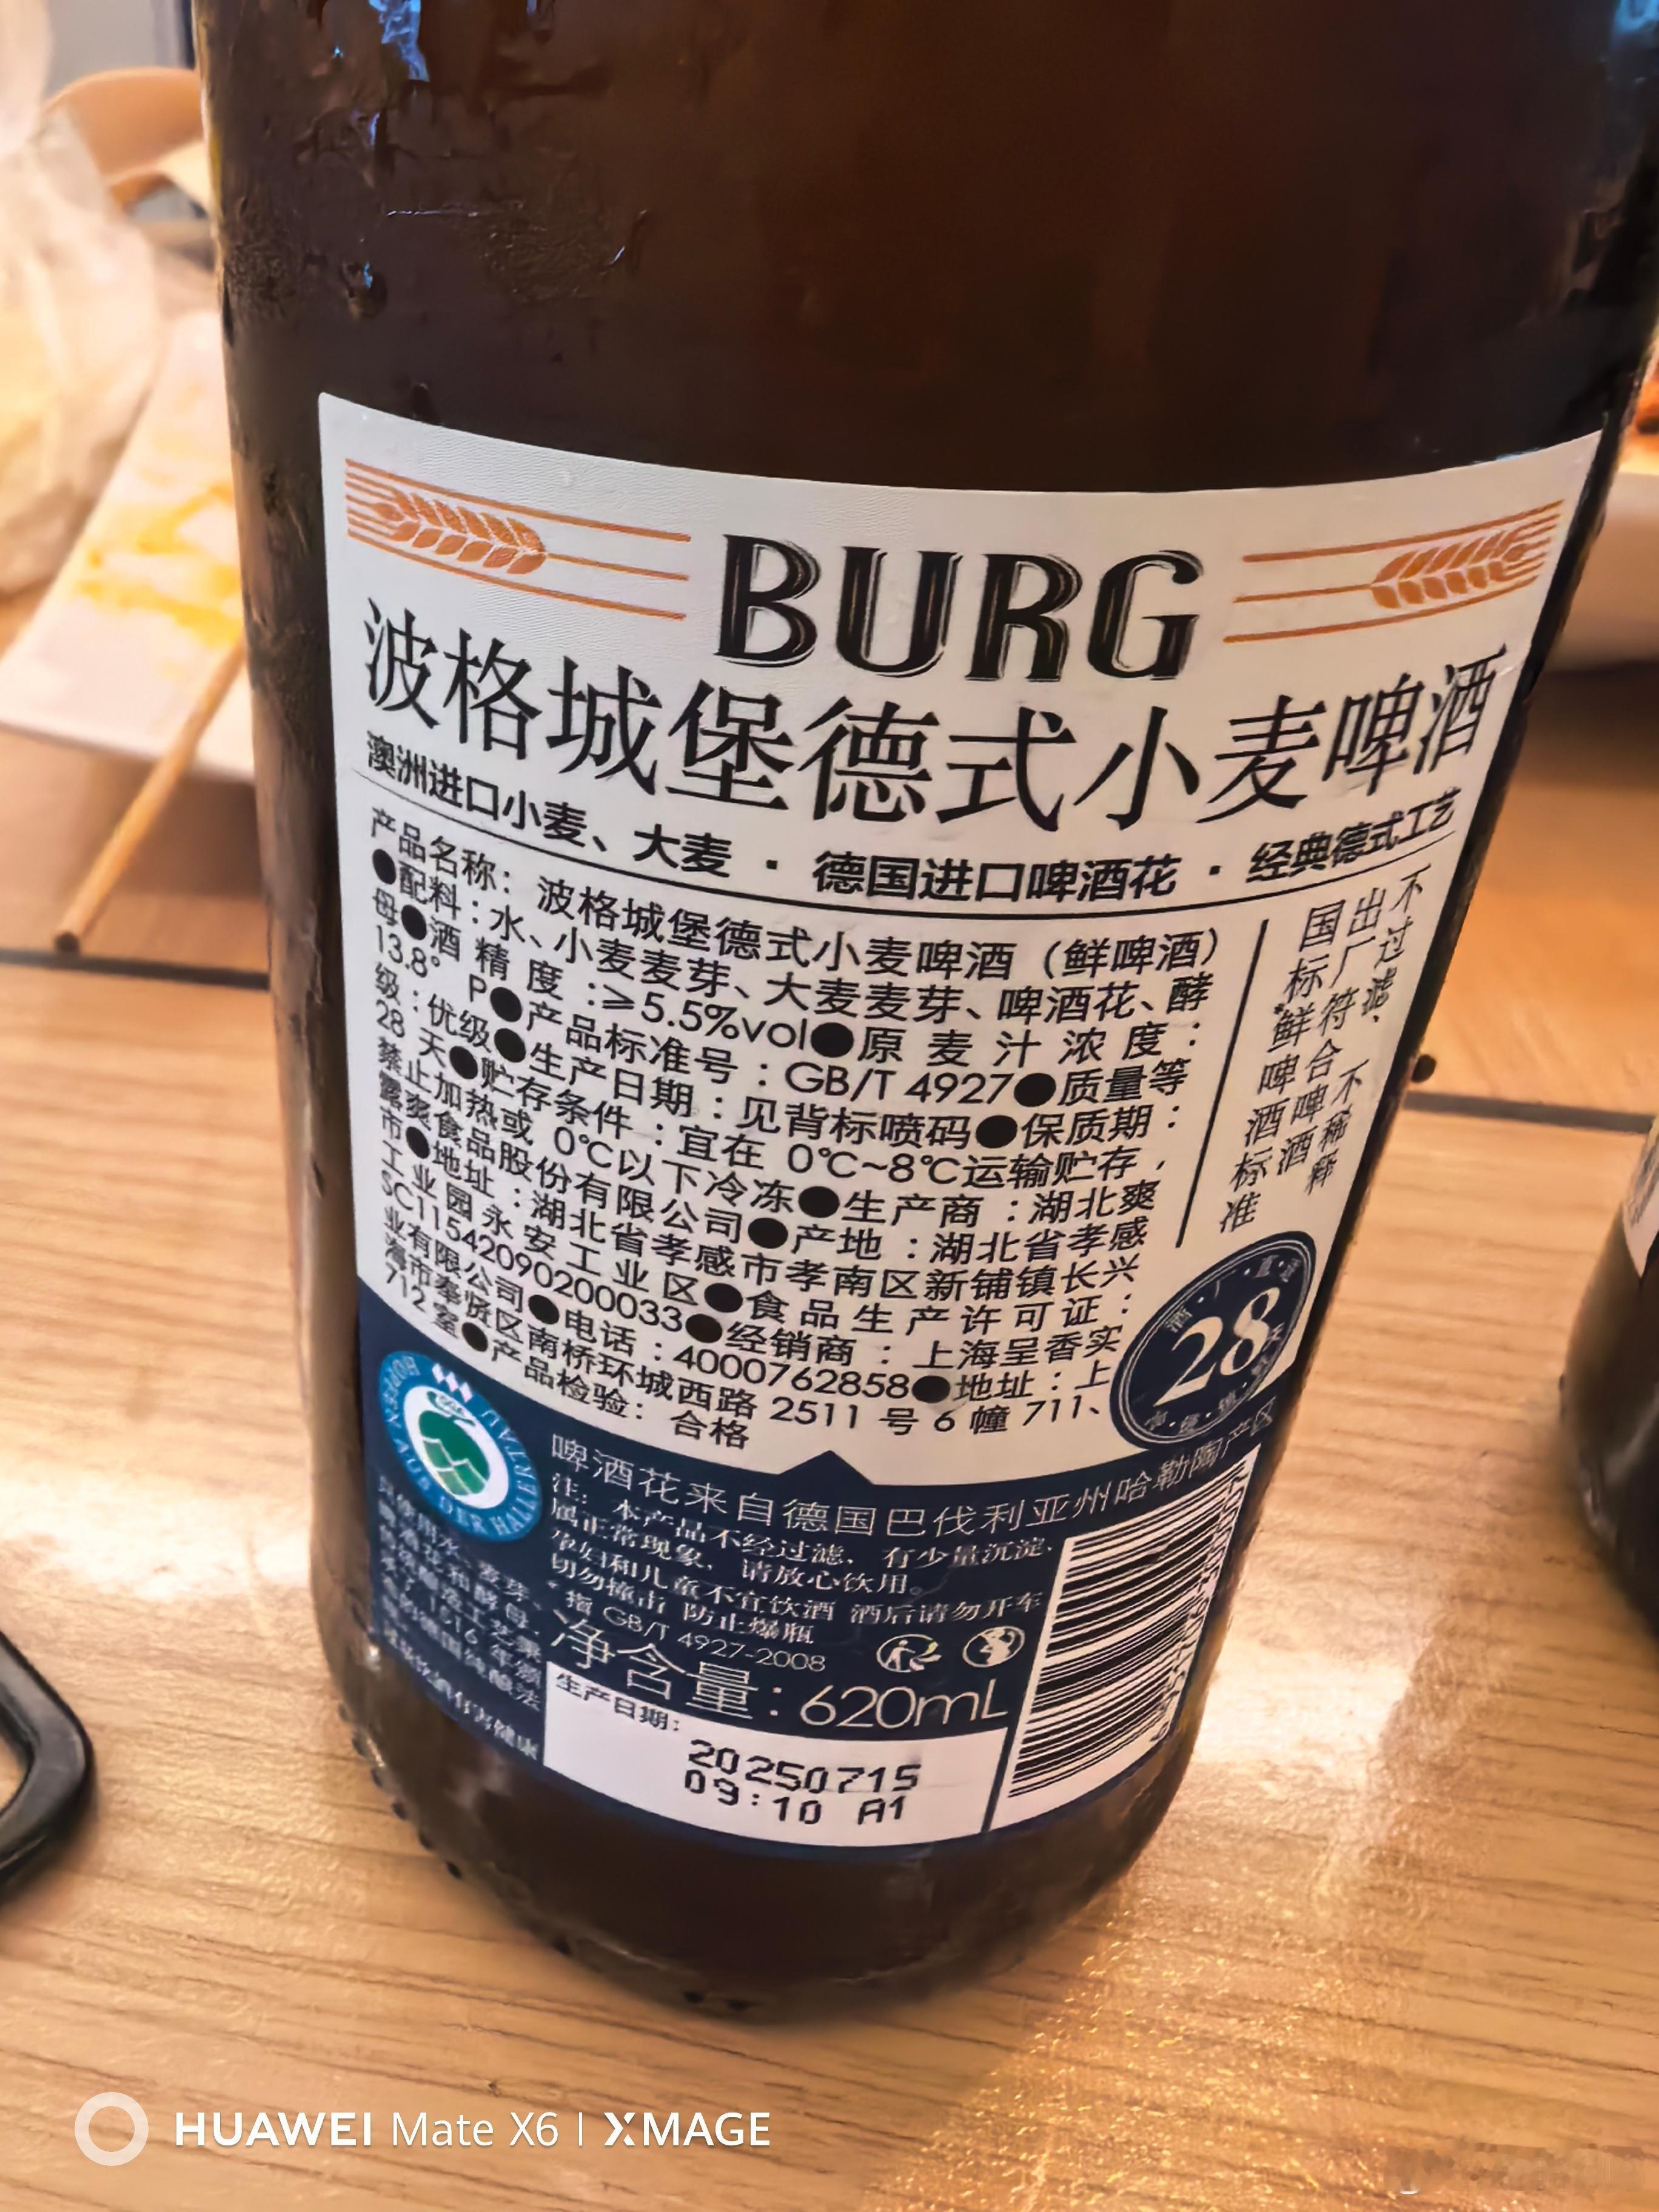 BURG
波格城堡德式小麦啤酒
澳洲进口小麦、大麦 · 德国进口啤酒花 · 经典德式工艺
产品名称：波格城堡德式小麦啤酒（鲜啤酒）
●配料：水、小麦麦芽、大麦麦芽、啤酒花、酵
母●酒精度：≥5.5%vol●原麦汁浓度：
13.8°P●产品标准号：GB/T 4927●质量等
级：优级●生产日期：见背标喷码●保质期：
28天●贮存条件：宜在0℃~8℃运输贮存，
禁止加热或0℃以下冷冻●生产商：湖北爽
露爽食品股份有限公司●产地：湖北省孝感
市●地址：湖北省孝感市孝南区新铺镇长兴
工业园永安工业区●食品生产许可证：
SC11542090200033●经销商：上海呈香实
业有限公司●电话：4000762858●地址：上
海市奉贤区南桥环城西路2511号6幢711、
712室●产品检验：合格
不过滤、不稀释
出厂符合啤酒
国标*鲜啤酒标准
28
HOPFEN AUS DER HALLERTAU
啤酒花来自德国巴伐利亚州哈勒陶产区
注：本产品不经过滤，有少量沉淀，
属正常现象，请放心饮用。
孕妇和儿童不宜饮酒 酒后请勿开车
切勿撞击 防止爆瓶
*指 GB/T 4927-2008
净含量：620mL
生产日期：
20250715
09:10 A1
HUAWEI Mate X6 | XMAGE